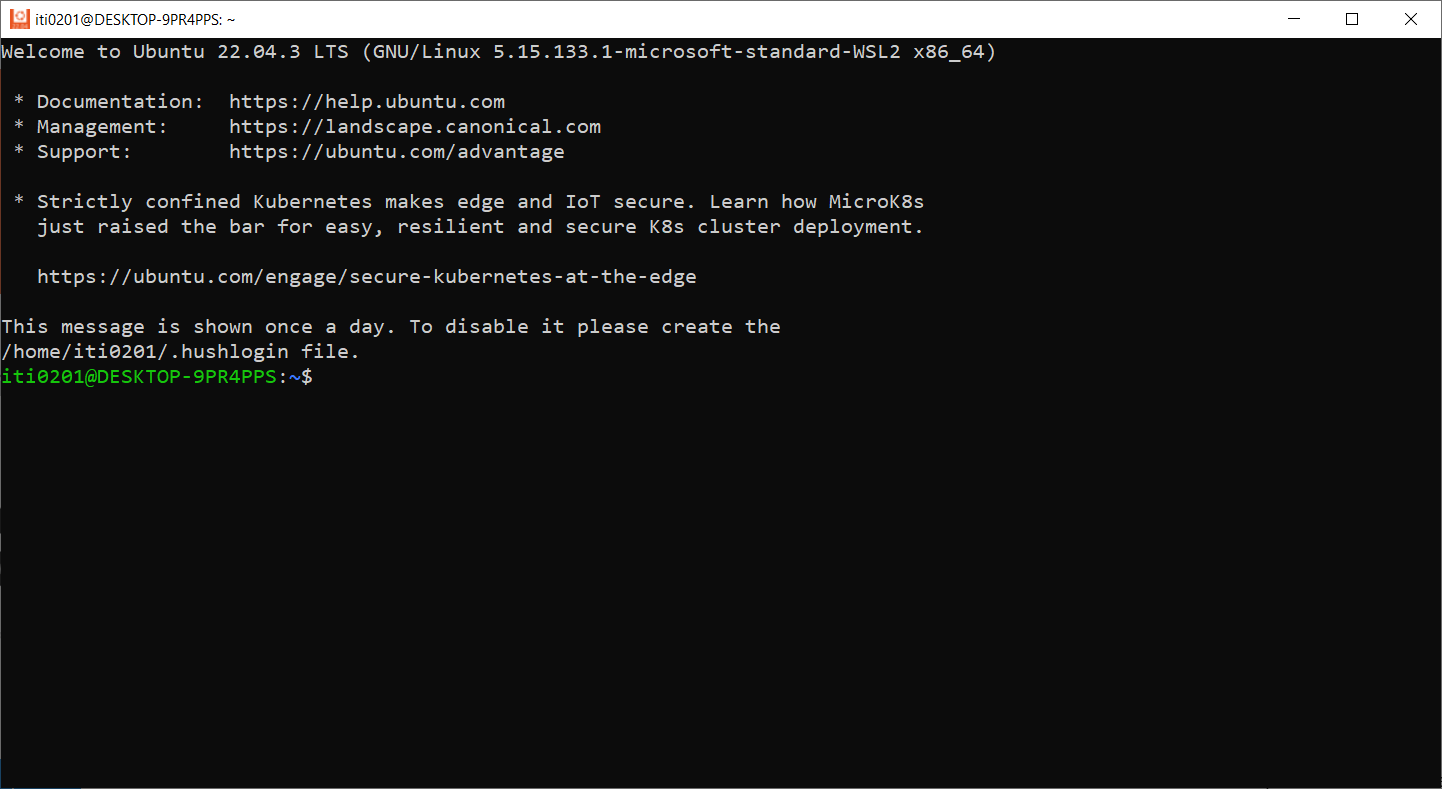 iti0201@DESKTOP-9PR4PPS: ~
Welcome to Ubuntu 22.04.3 LTS (GNU/Linux 5.15.133.1-microsoft-standard-WSL2 x86_64)
* Documentation:  https://help.ubuntu.com
* Management:     https://landscape.canonical.com
* Support:        https://ubuntu.com/advantage
* Strictly confined Kubernetes makes edge and IoT secure. Learn how MicroK8s
just raised the bar for easy, resilient and secure K8s cluster deployment.
https://ubuntu.com/engage/secure-kubernetes-at-the-edge
This message is shown once a day. To disable it please create the
/home/iti0201/.hushlogin file.
iti0201@DESKTOP-9PR4PPS:~$